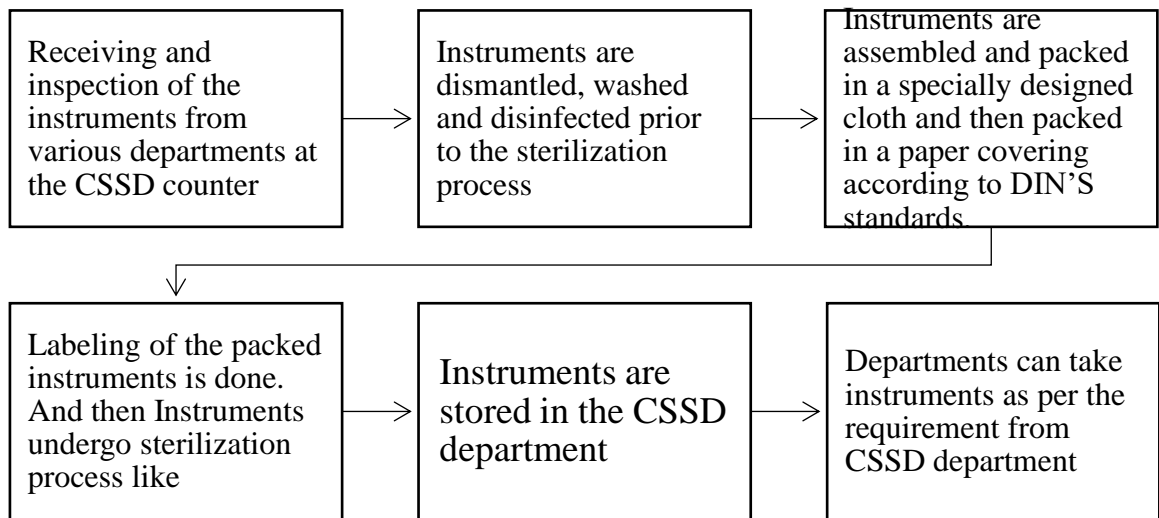 Receiving and
inspection of the
instruments from
various departments at
the CSSD counter
Instruments are
dismantled, washed
and disinfected prior
to the sterilization
process
Instruments are
assembled and packed
in a specially designed
cloth and then packed
in a paper covering
according to DIN’S
standards.
Labeling of the packed
instruments is done.
And then Instruments
undergo sterilization
process like
Instruments are
stored in the CSSD
department
Departments can take
instruments as per the
requirement from
CSSD department